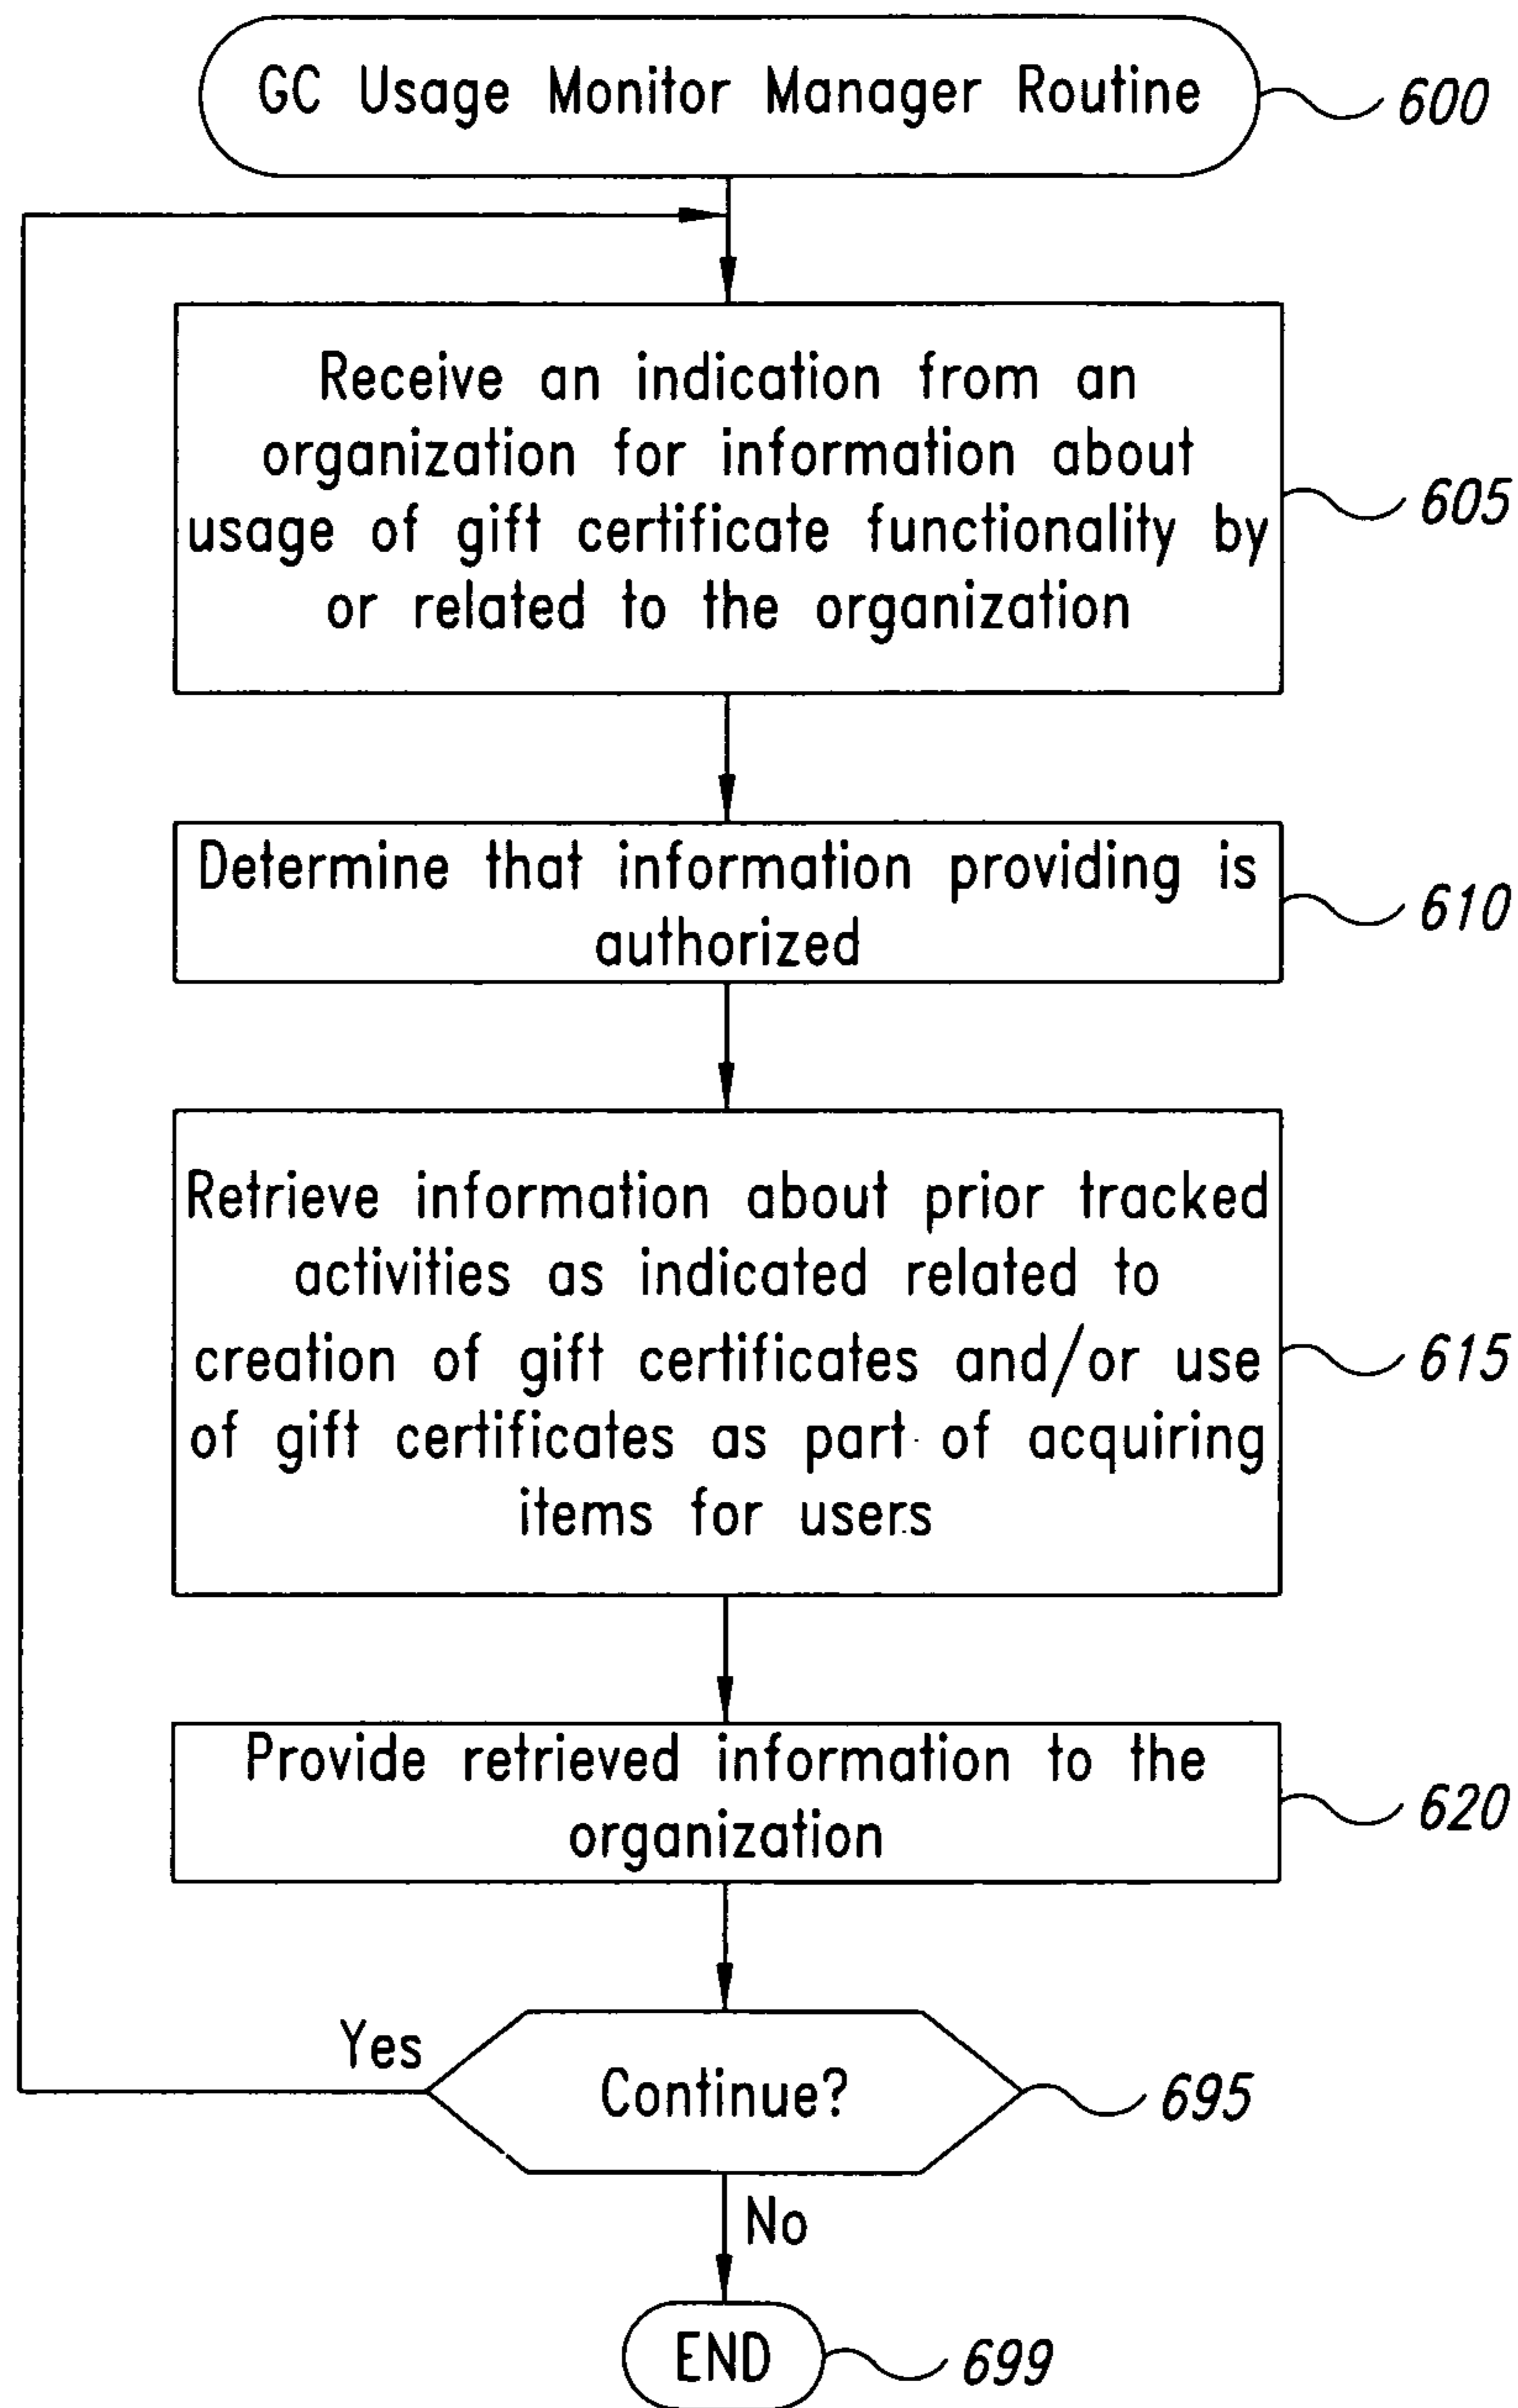 GC Usage Monitor Manager Routine
600
Receive an indication from an
organization for information about
usage of gift certificate functionality by
or related to the organization
605
Determine that information providing is
authorized
610
Retrieve information about prior tracked
activities as indicated related to
creation of gift certificates and/or use
of gift certificates as part of acquiring
items for users
615
Provide retrieved information to the
organization
620
Yes
Continue?
695
No
END
699